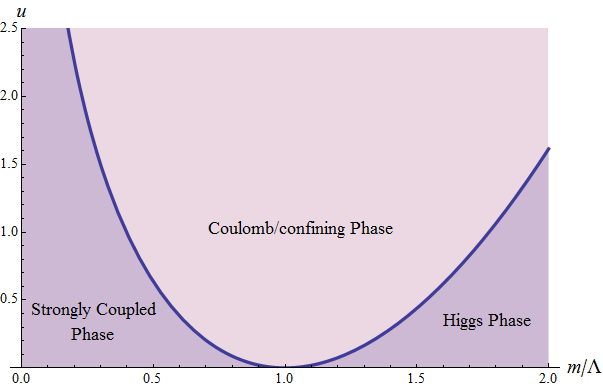 u
2.5
2.0
1.5
1.0
0.5
Coulomb/confining Phase
Strongly Coupled
Phase
Higgs Phase
0.5
1.0
1.5
2.0
m/Λ